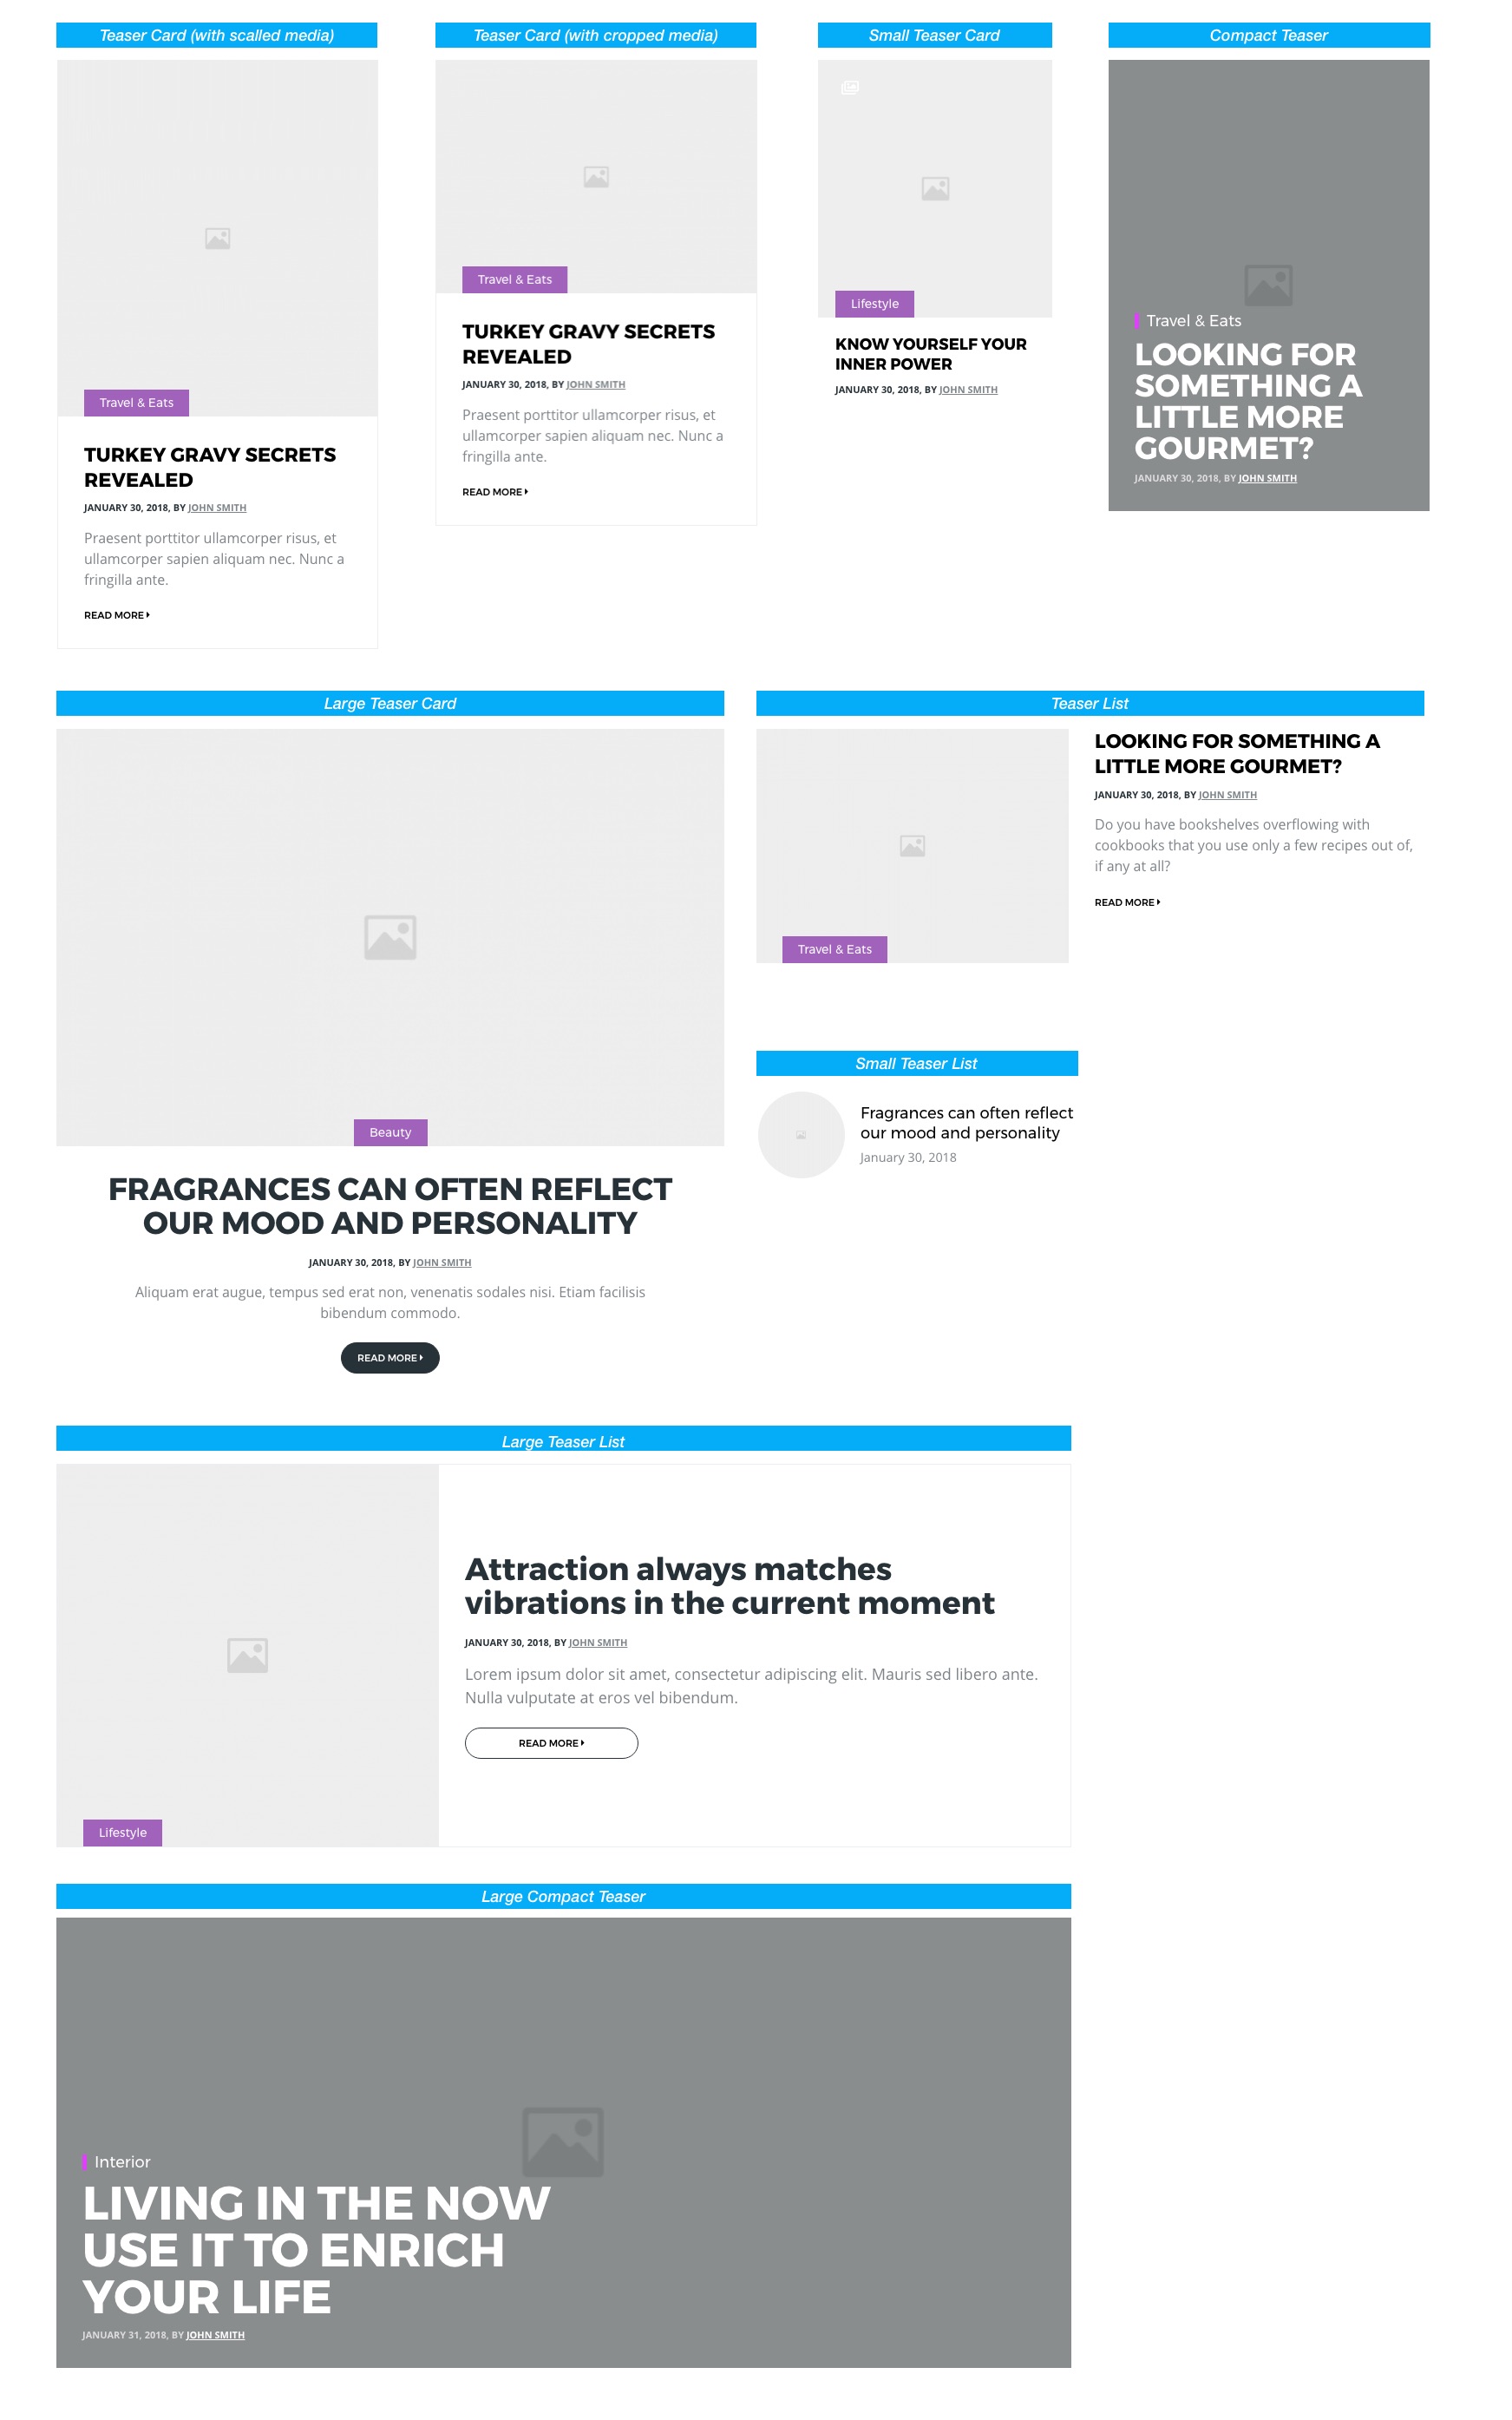 Teaser Card (with scalled media)
Travel & Eats
TURKEY GRAVY SECRETS
REVEALED
JANUARY 30, 2018, BY JOHN SMITH
Praesent porttitor ullamcorper risus, et
ullamcorper sapien aliquam nec. Nunc a
fringilla ante.
READ MORE
Teaser Card (with cropped media)
Travel & Eats
TURKEY GRAVY SECRETS
REVEALED
JANUARY 30, 2018, BY JOHN SMITH
Praesent porttitor ullamcorper risus, et
ullamcorper sapien aliquam nec. Nunc a
fringilla ante.
READ MORE
Small Teaser Card
Lifestyle
KNOW YOURSELF YOUR
INNER POWER
JANUARY 30, 2018, BY JOHN SMITH
Compact Teaser
Travel & Eats
LOOKING FOR
SOMETHING A
LITTLE MORE
GOURMET?
JANUARY 30, 2018, BY JOHN SMITH
Large Teaser Card
Beauty
FRAGRANCES CAN OFTEN REFLECT
OUR MOOD AND PERSONALITY
JANUARY 30, 2018, BY JOHN SMITH
Aliquam erat augue, tempus sed erat non, venenatis sodales nisi. Etiam facilisis
bibendum commodo.
READ MORE
Teaser List
Travel & Eats
LOOKING FOR SOMETHING A
LITTLE MORE GOURMET?
JANUARY 30, 2018, BY JOHN SMITH
Do you have bookshelves overflowing with
cookbooks that you use only a few recipes out of,
if any at all?
READ MORE
Small Teaser List
Fragrances can often reflect
our mood and personality
January 30, 2018
Large Teaser List
Lifestyle
Attraction always matches
vibrations in the current moment
JANUARY 30, 2018, BY JOHN SMITH
Lorem ipsum dolor sit amet, consectetur adipiscing elit. Mauris sed libero ante.
Nulla vulputate at eros vel bibendum.
READ MORE
Large Compact Teaser
Interior
LIVING IN THE NOW
USE IT TO ENRICH
YOUR LIFE
JANUARY 31, 2018, BY JOHN SMITH